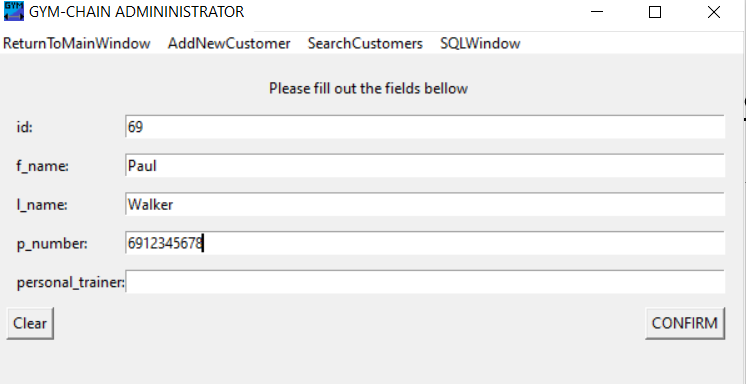 GYM
GYM-CHAIN ADMININISTRATOR
ReturnToMainWindow AddNewCustomer SearchCustomers SQLWindow
Please fill out the fields bellow
id: 69
f_name: Paul
l_name: Walker
p_number: 6912345678
personal_trainer:
Clear CONFIRM